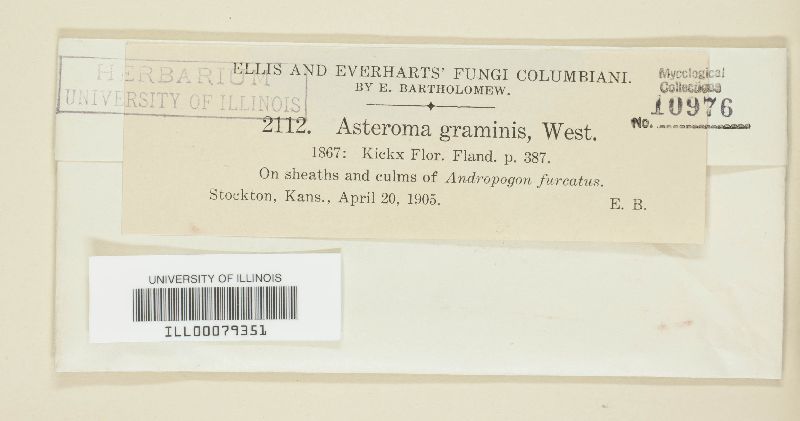 HERBARIUM
UNIVERSITY OF ILLINOIS
ELLIS AND EVERHARTS' FUNGI COLUMBIANI.
BY E. BARTHOLOMEW.
Mycological
Collections
No. 10976
2112. Asteroma graminis, West.
1867: Kickx Flor. Fland. p. 387.
On sheaths and culms of Andropogon furcatus.
Stockton, Kans., April 20, 1905.
E. B.
UNIVERSITY OF ILLINOIS
ILL00079351